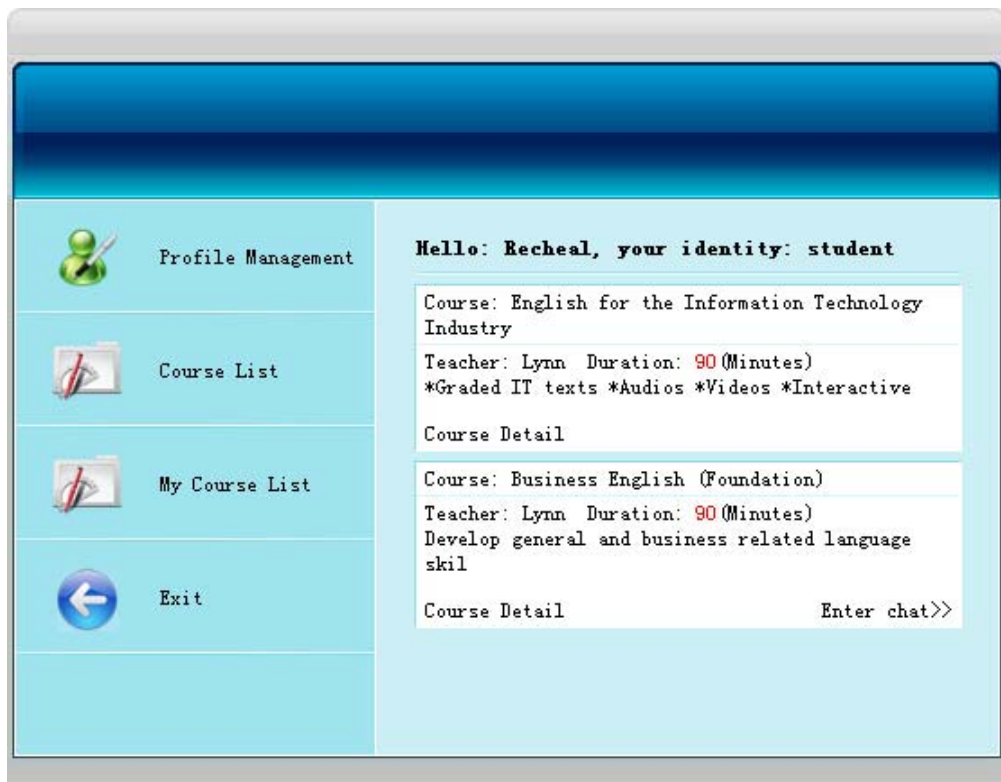 Profile Management
Course List
My Course List
Exit
Hello: Recheal, your identity: student
Course: English for the Information Technology
Industry
Teacher: Lynn Duration: 90(Minutes)
*Graded IT texts *Audios *Videos *Interactive
Course Detail
Course: Business English (Foundation)
Teacher: Lynn Duration: 90(Minutes)
Develop general and business related language
skil
Course Detail Enter chat>>